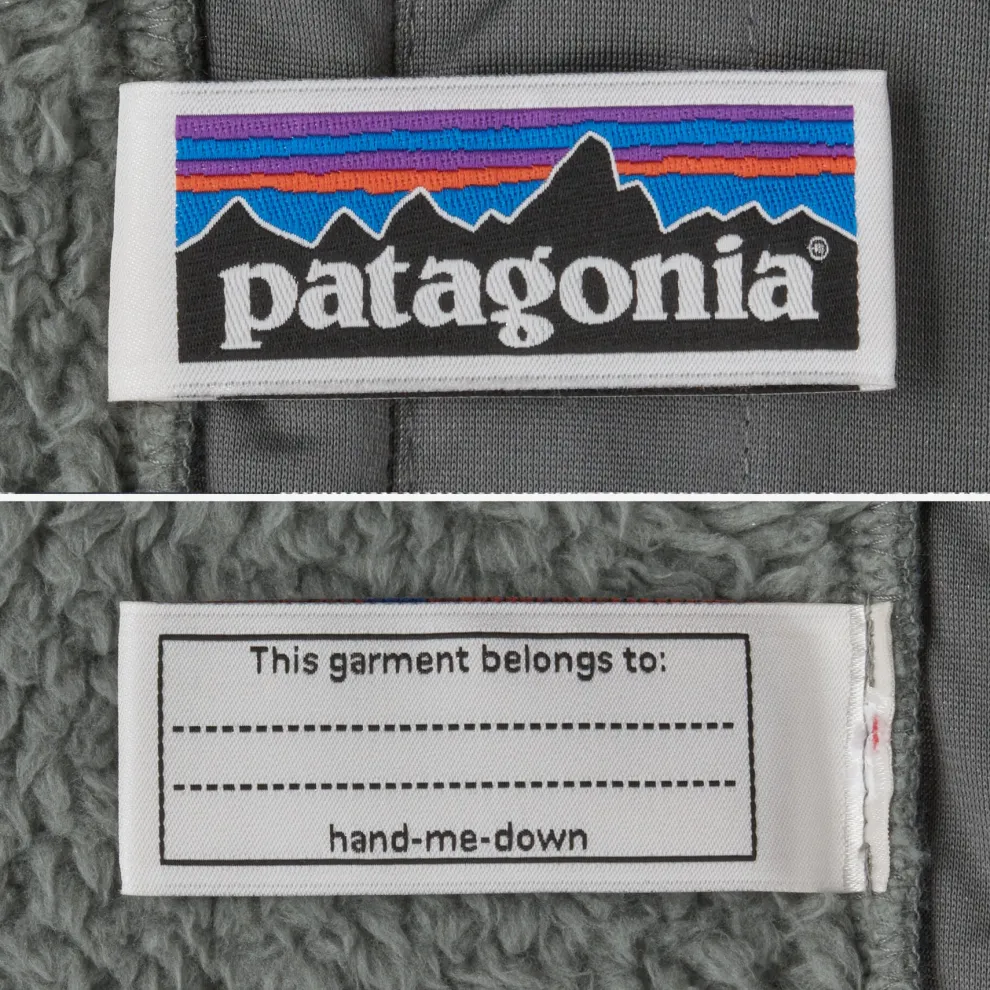 patagonia®
This garment belongs to:
hand-me-down